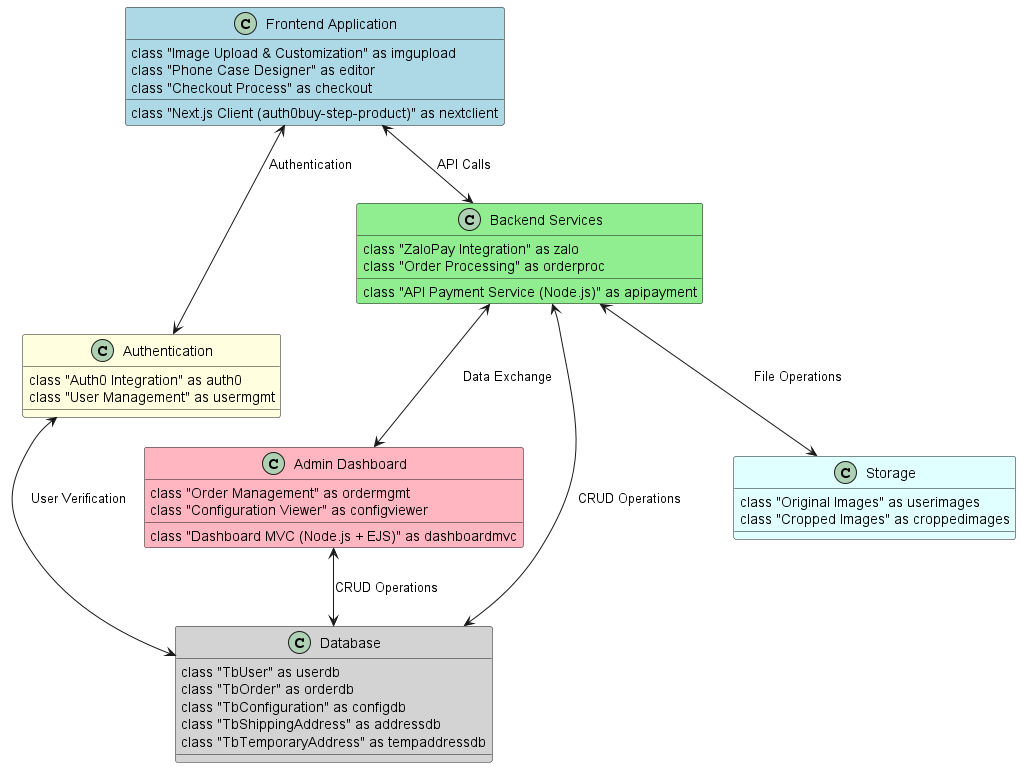 C Frontend Application
class "Image Upload & Customization" as imgupload
class "Phone Case Designer" as editor
class "Checkout Process" as checkout
class "Next.js Client (auth0buy-step-product)" as nextclient
Authentication
API Calls
C Backend Services
class "ZaloPay Integration" as zalo
class "Order Processing" as orderproc
class "API Payment Service (Node.js)" as apipayment
C Authentication
class "Auth0 Integration" as auth0
class "User Management" as usermgmt
Data Exchange
File Operations
C Admin Dashboard
class "Order Management" as ordermgmt
class "Configuration Viewer" as configviewer
class "Dashboard MVC (Node.js + EJS)" as dashboardmvc
C Storage
class "Original Images" as userimages
class "Cropped Images" as croppedimages
User Verification
CRUD Operations
CRUD Operations
C Database
class "TbUser" as userdb
class "TbOrder" as orderdb
class "TbConfiguration" as configdb
class "TbShippingAddress" as addressdb
class "TbTemporaryAddress" as tempaddressdb